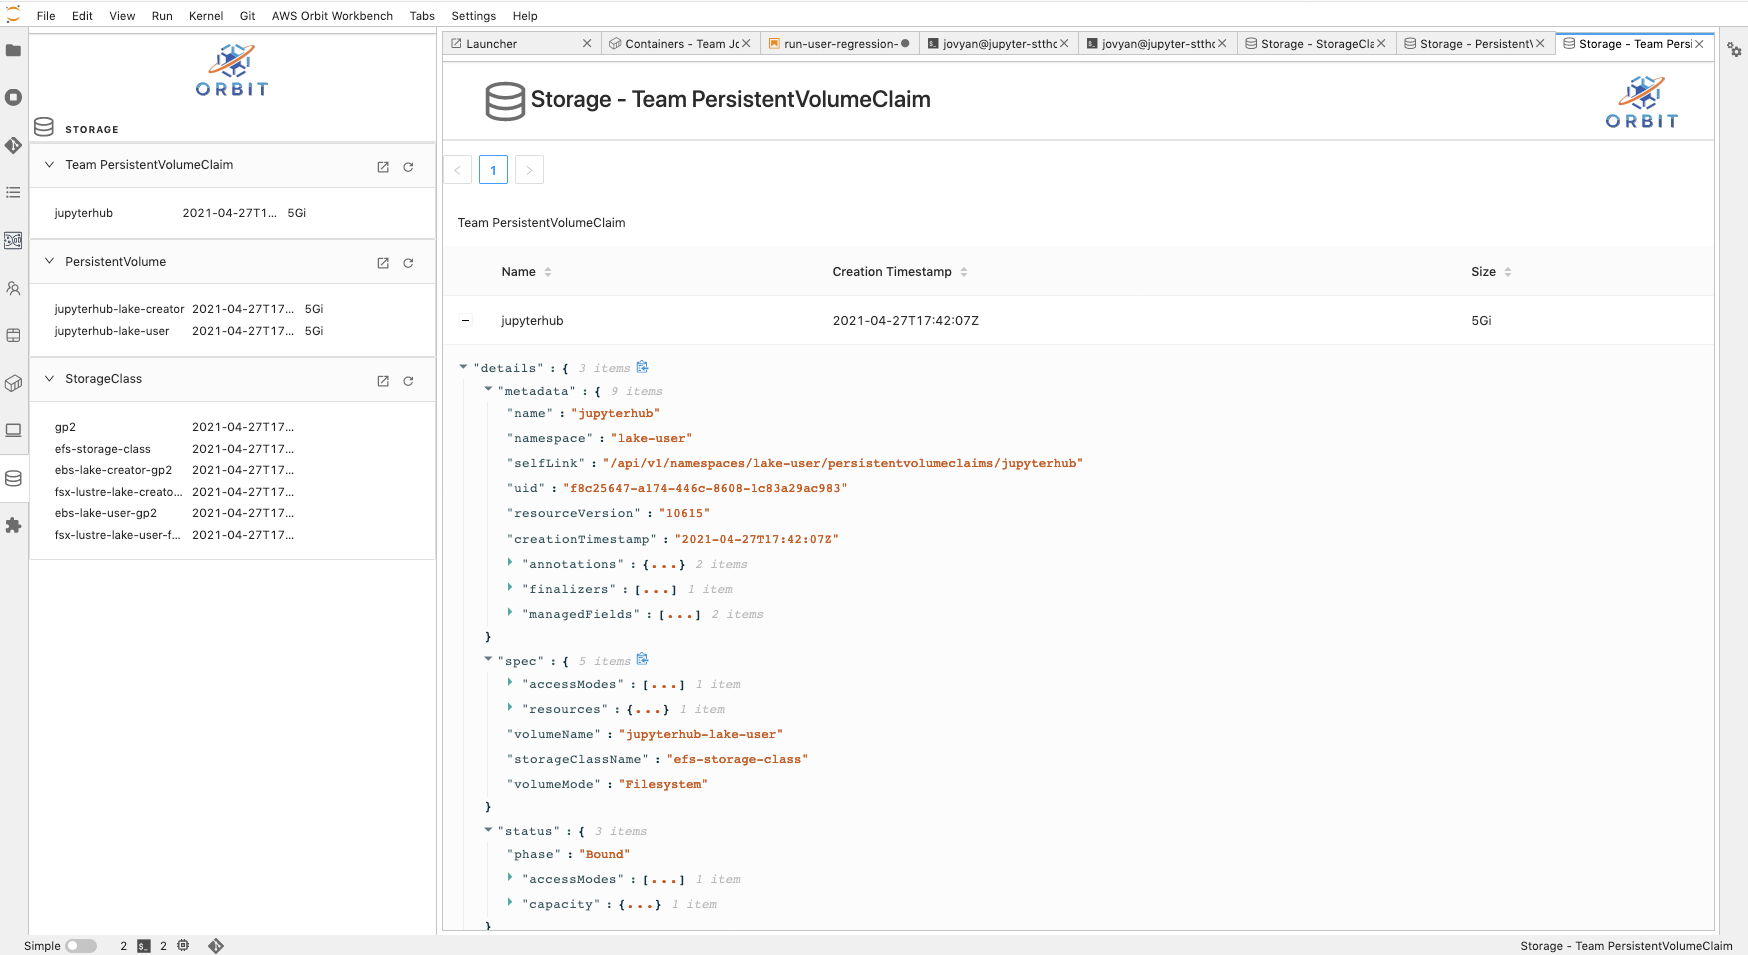 File Edit View Run Kernel Git AWS Orbit Workbench Tabs Settings Help
ORBIT
STORAGE
Team PersistentVolumeClaim
jupyterhub 2021-04-27T1... 5Gi
PersistentVolume
jupyterhub-lake-creator 2021-04-27T17... 5Gi
jupyterhub-lake-user 2021-04-27T17... 5Gi
StorageClass
gp2 2021-04-27T17...
efs-storage-class 2021-04-27T17...
ebs-lake-creator-gp2 2021-04-27T17...
fsx-lustre-lake-creato... 2021-04-27T17...
ebs-lake-user-gp2 2021-04-27T17...
fsx-lustre-lake-user-f... 2021-04-27T17...
Launcher Containers - Team Jo run-user-regression- jovyan@jupyter-sttho jovyan@jupyter-sttho Storage - StorageCla Storage - PersistentV Storage - Team Persi
Storage - Team PersistentVolumeClaim
ORBIT
< 1 >
Team PersistentVolumeClaim
Name Creation Timestamp Size
jupyterhub 2021-04-27T17:42:07Z 5Gi
"details" : { 3 items
"metadata" : { 9 items
"name" : "jupyterhub"
"namespace" : "lake-user"
"selfLink" : "/api/v1/namespaces/lake-user/persistentvolumeclaims/jupyterhub"
"uid" : "f8c25647-a174-446c-8608-1c83a29ac983"
"resourceVersion" : "10615"
"creationTimestamp" : "2021-04-27T17:42:07Z"
"annotations" : {...} 2 items
"finalizers" : [...] 1 item
"managedFields" : [...] 2 items
}
"spec" : { 5 items
"accessModes" : [...] 1 item
"resources" : {...} 1 item
"volumeName" : "jupyterhub-lake-user"
"storageClassName" : "efs-storage-class"
"volumeMode" : "Filesystem"
}
"status" : { 3 items
"phase" : "Bound"
"accessModes" : [...] 1 item
"capacity" : {...} 1 item
}
Simple 2 $_ 2 Storage - Team PersistentVolumeClaim